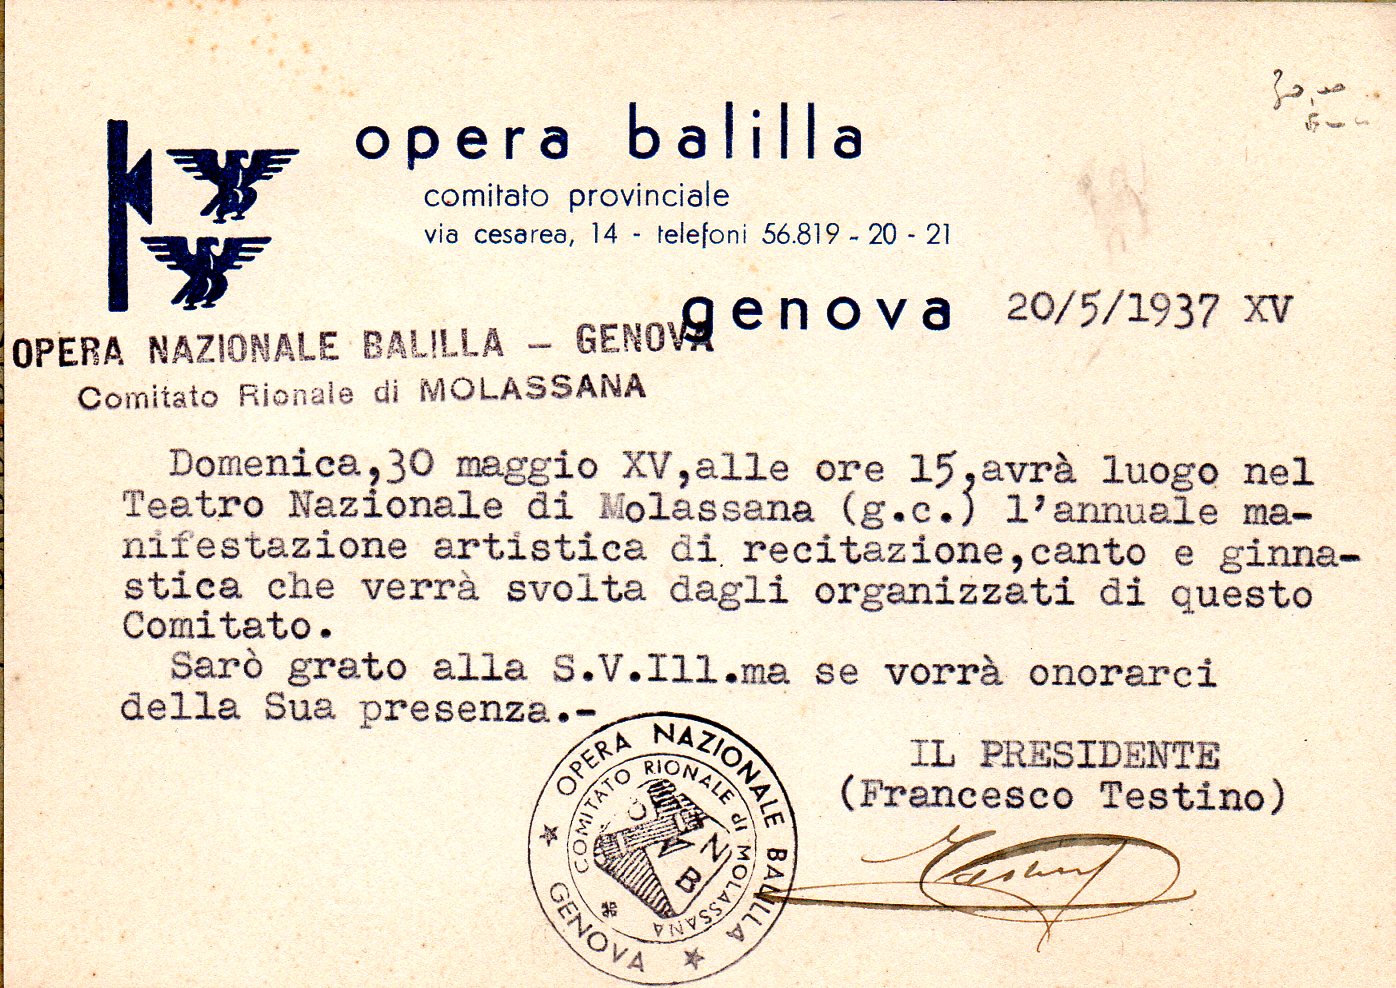 opera balilla
comitato provinciale
via cesarea, 14 - telefoni 56.819 - 20 - 21
genova 20/5/1937 XV
OPERA NAZIONALE BALILLA — GENOVA
Comitato Rionale di MOLASSANA
Domenica,30 maggio XV,alle ore 15,avrà luogo nel
Teatro Nazionale di Molassana (g.c.) l'annuale ma-
nifestazione artistica di recitazione,canto e ginna-
stica che verrà svolta dagli organizzati di questo
Comitato.
Sarò grato alla S.V.Ill.ma se vorrà onorarci
della Sua presenza.-
IL PRESIDENTE
(Francesco Testino)
OPERA NAZIONALE BALILLA
GENOVA
COMITATO RIONALE di MOLASSANA
O N B